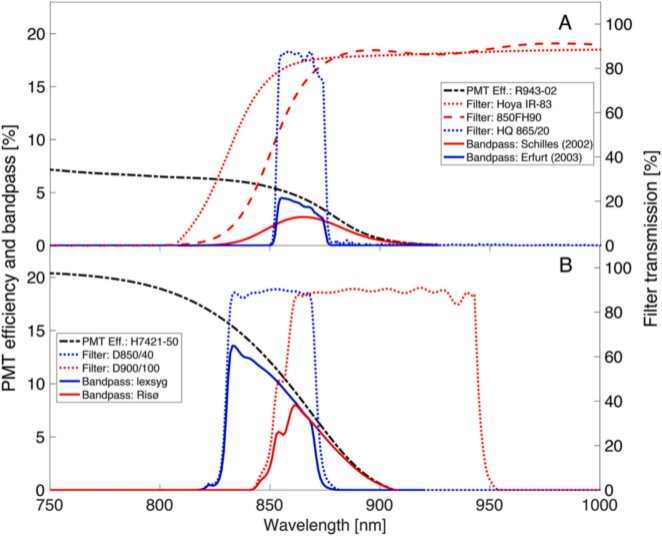 A
20
15
10
5
0
100
80
60
40
20
0
PMT Eff.: R943-02
Filter: Hoya IR-83
Filter: 850FH90
Filter: HQ 865/20
Bandpass: Schilles (2002)
Bandpass: Erfurt (2003)
PMT efficiency and bandpass [%]
Filter transmission [%]
B
20
15
10
5
0
100
80
60
40
20
0
PMT Eff.: H7421-50
Filter: D850/40
Filter: D900/100
Bandpass: lexsyg
Bandpass: Risø
750 800 850 900 950 1000
Wavelength [nm]